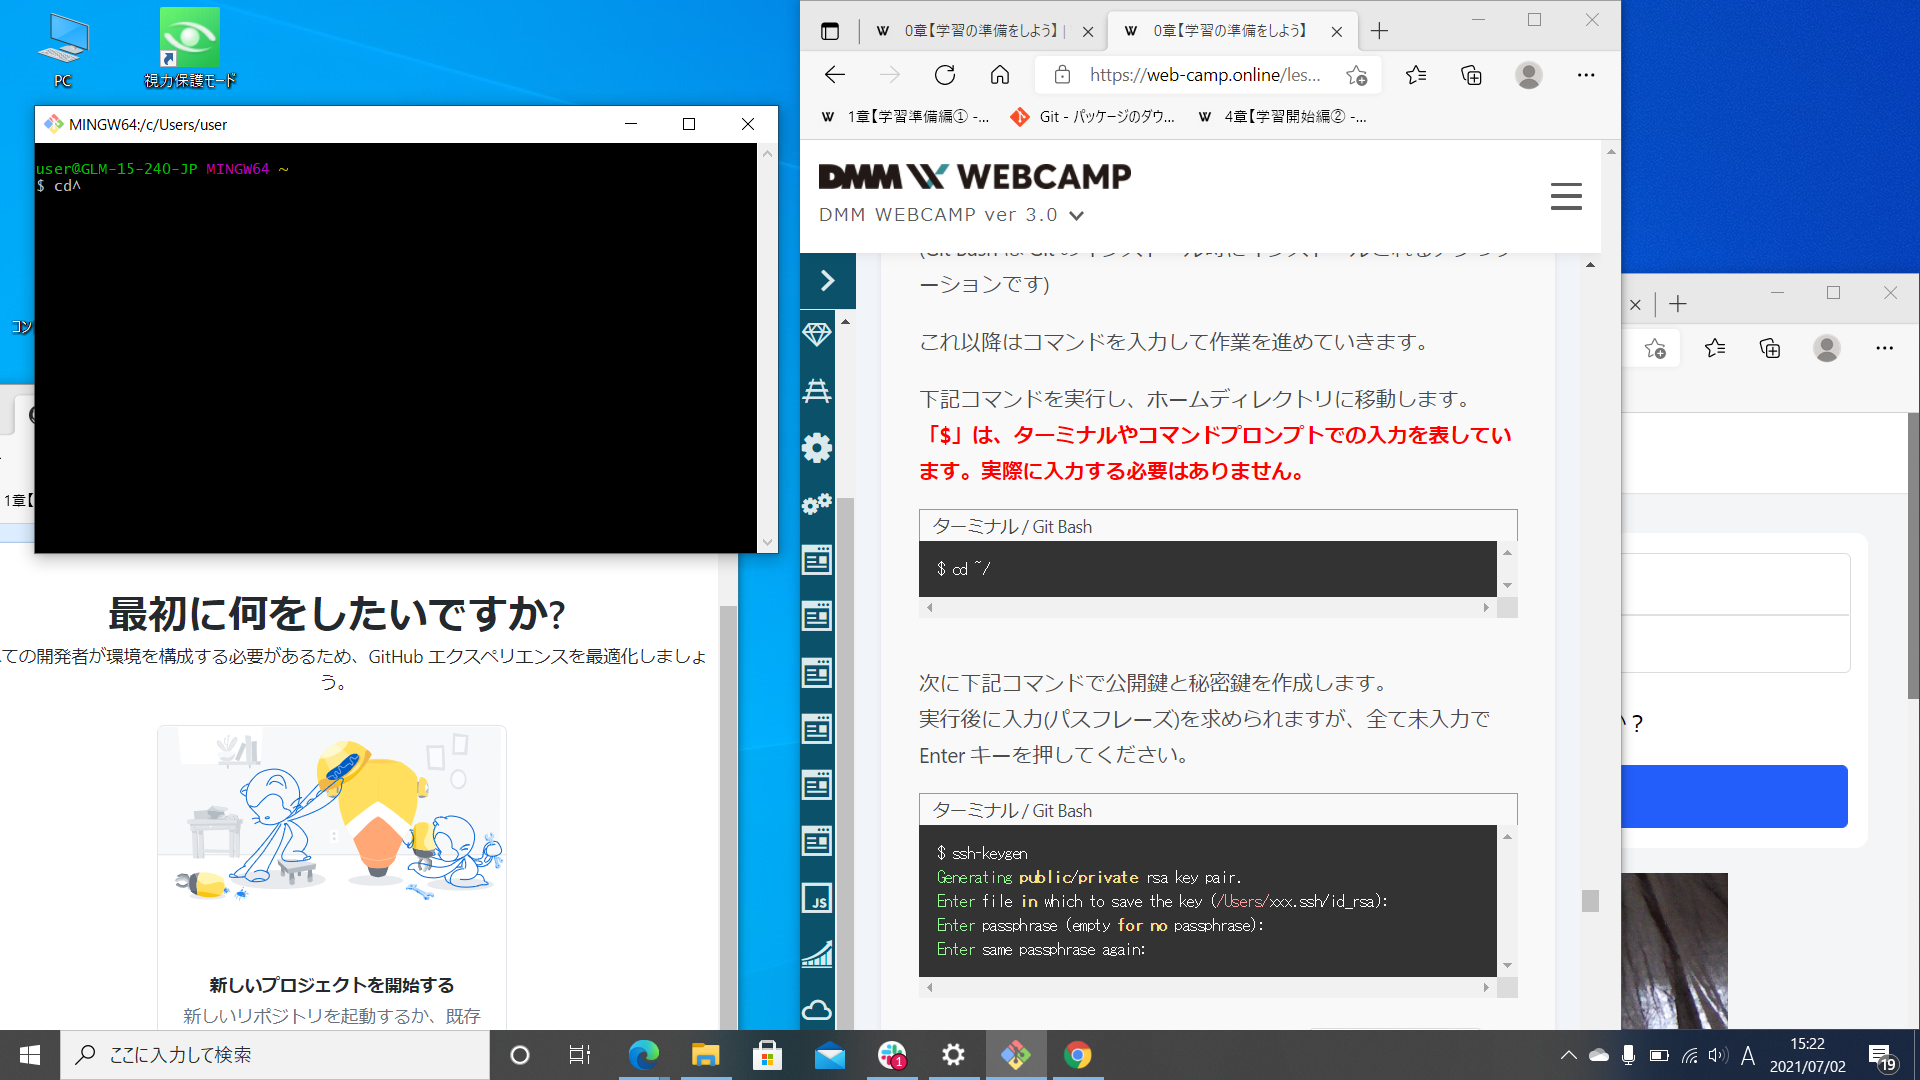 PC
視力保護モード
コン
MINGW64:/c/Users/user
user@GLM-15-240-JP MINGW64 ~
$ cd^
1章【
最初に何をしたいですか?
ての開発者が環境を構成する必要があるため、GitHub エクスペリエンスを最適化しましょ
う。
新しいプロジェクトを開始する
新しいリポジトリを起動するか、既存
0章【学習の準備をしよう】|
0章【学習の準備をしよう】
https://web-camp.online/les...
1章【学習準備編① -...
Git - パッケージのダウ...
4章【学習開始編② -...
DMM WEBCAMP
DMM WEBCAMP ver 3.0
ーションです)
これ以降はコマンドを入力して作業を進めていきます。
下記コマンドを実行し、ホームディレクトリに移動します。
「$」は、ターミナルやコマンドプロンプトでの入力を表してい
ます。実際に入力する必要はありません。
ターミナル / Git Bash
$ cd ~/
次に下記コマンドで公開鍵と秘密鍵を作成します。
実行後に入力(パスフレーズ)を求められますが、全て未入力で
Enter キーを押してください。
ターミナル / Git Bash
$ ssh-keygen
Generating public/private rsa key pair.
Enter file in which to save the key (/Users/xxx.ssh/id_rsa):
Enter passphrase (empty for no passphrase):
Enter same passphrase again:
JS
?
ここに入力して検索
1
A
15:22
2021/07/02
19